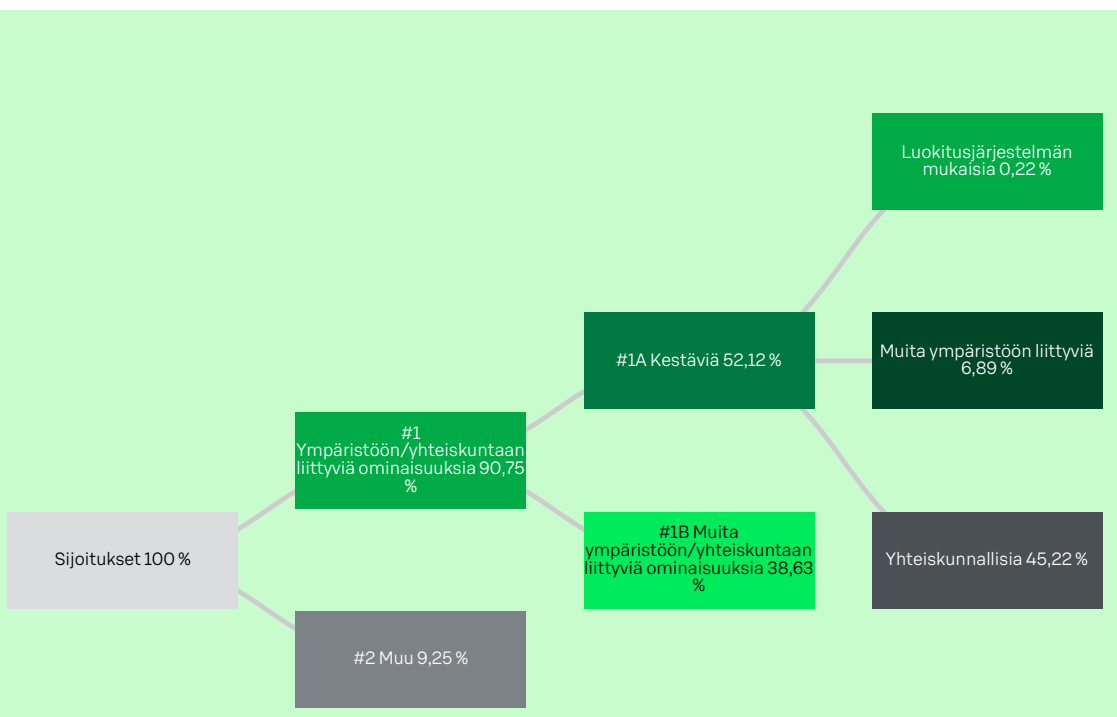 Luokitusjärjestelmän
mukaisia 0,22 %
#1A Kestäviä 52,12 %
Muita ympäristöön liittyviä
6,89 %
#1
Ympäristöön/yhteiskuntaan
liittyviä ominaisuuksia 90,75
%
Sijoitukset 100 %
#1B Muita
ympäristöön/yhteiskuntaan
liittyviä ominaisuuksia 38,63
%
Yhteiskunnallisia 45,22 %
#2 Muu 9,25 %